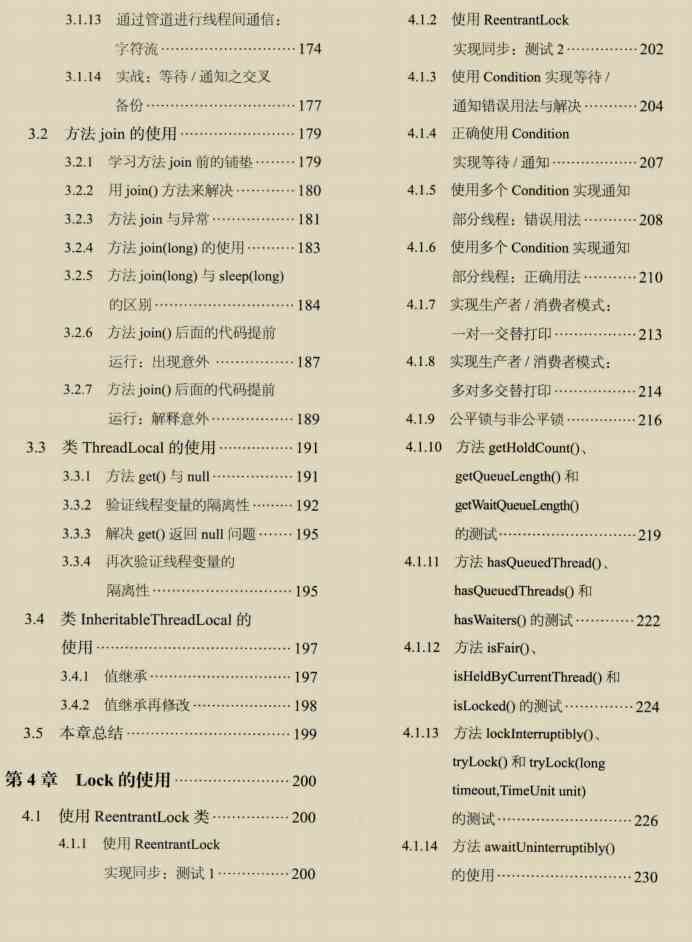 3.1.13 通过管道进行线程间通信：
字符流 ………………………… 174
3.1.14 实战：等待 / 通知之交叉
备份 …………………………… 177
3.2 方法 join 的使用 …………………… 179
3.2.1 学习方法 join 前的铺垫 ……… 179
3.2.2 用 join() 方法来解决 ………… 180
3.2.3 方法 join 与异常 ……………… 181
3.2.4 方法 join(long) 的使用 ……… 183
3.2.5 方法 join(long) 与 sleep(long)
的区别 ………………………… 184
3.2.6 方法 join() 后面的代码提前
运行：出现意外 ……………… 187
3.2.7 方法 join() 后面的代码提前
运行：解释意外 ……………… 189
3.3 类 ThreadLocal 的使用 …………… 191
3.3.1 方法 get() 与 null …………… 191
3.3.2 验证线程变量的隔离性 ……… 192
3.3.3 解决 get() 返回 null 问题 …… 195
3.3.4 再次验证线程变量的
隔离性 ………………………… 195
3.4 类 InheritableThreadLocal 的
使用 ………………………………… 197
3.4.1 值继承 ………………………… 197
3.4.2 值继承再修改 ………………… 198
3.5 本章总结 …………………………… 199
第 4 章 Lock 的使用 …………………… 200
4.1 使用 ReentrantLock 类 …………… 200
4.1.1 使用 ReentrantLock
实现同步：测试 1 …………… 200
4.1.2 使用 ReentrantLock
实现同步：测试 2 …………… 202
4.1.3 使用 Condition 实现等待 /
通知错误用法与解决 ………… 204
4.1.4 正确使用 Condition
实现等待 / 通知 ……………… 207
4.1.5 使用多个 Condition 实现通知
部分线程：错误用法 ………… 208
4.1.6 使用多个 Condition 实现通知
部分线程：正确用法 ………… 210
4.1.7 实现生产者 / 消费者模式：
一对一交替打印 ……………… 213
4.1.8 实现生产者 / 消费者模式：
多对多交替打印 ……………… 214
4.1.9 公平锁与非公平锁 …………… 216
4.1.10 方法 getHoldCount()、
getQueueLength() 和
getWaitQueueLength()
的测试 ………………………… 219
4.1.11 方法 hasQueuedThread()、
hasQueuedThreads() 和
hasWaiters() 的测试 ………… 222
4.1.12 方法 isFair()、
isHeldByCurrentThread() 和
isLocked() 的测试 …………… 224
4.1.13 方法 lockInterruptibly()、
tryLock() 和 tryLock(long
timeout,TimeUnit unit)
的测试 ………………………… 226
4.1.14 方法 awaitUninterruptibly()
的使用 ………………………… 230